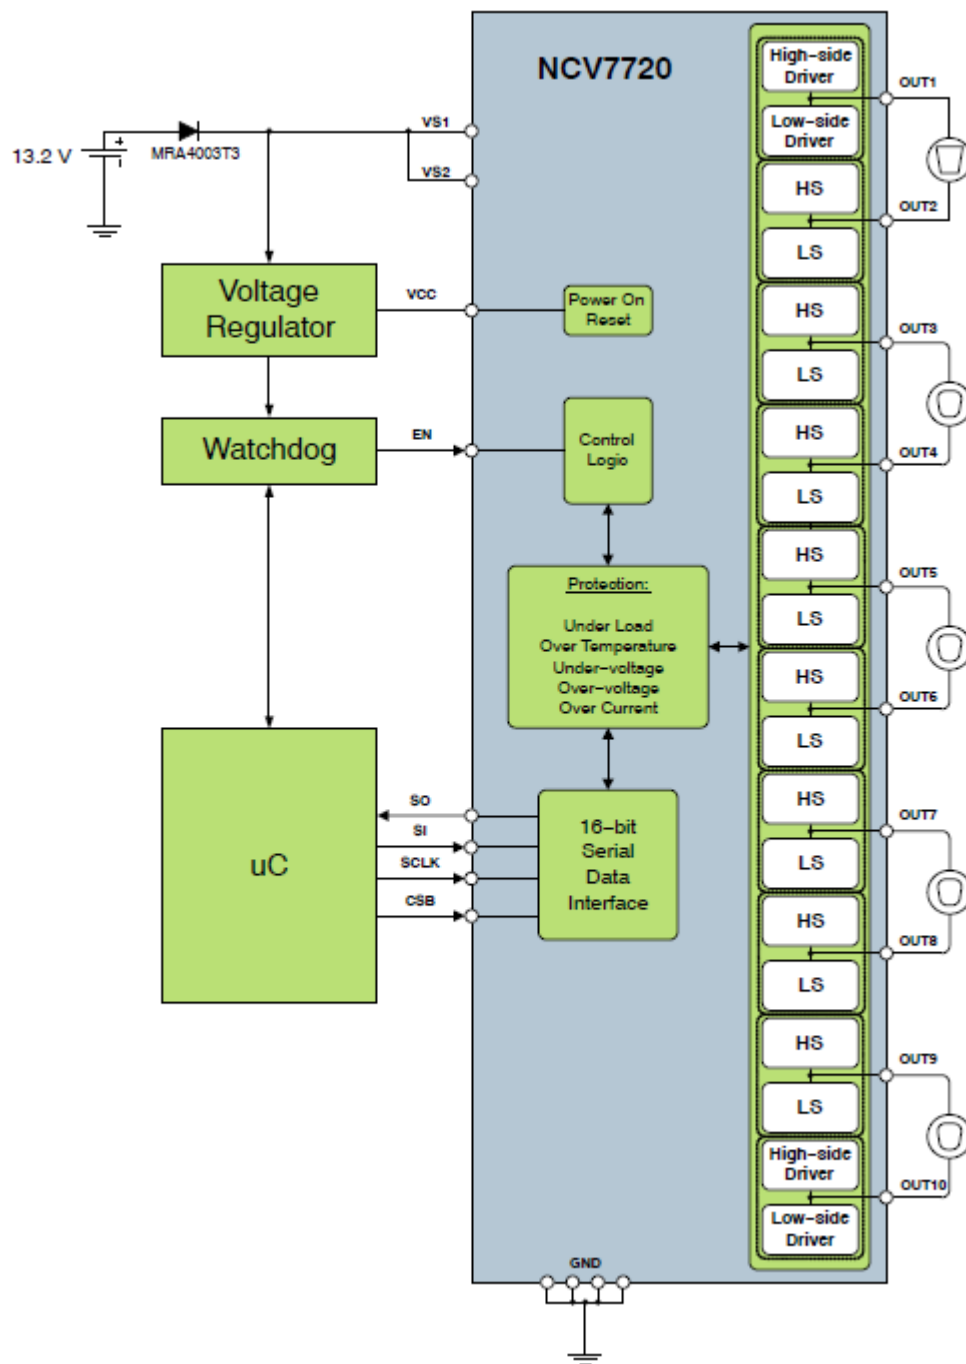 NCV7720
High-side
Driver
OUT1
Low-side
Driver
VS1
13.2 V
+
MRA4003T3
VS2
HS
OUT2
LS
Voltage
Regulator
VCC
Power On
Reset
HS
OUT3
LS
Watchdog
EN
Control
Logic
HS
OUT4
LS
HS
OUT5
Protection:
Under Load
Over Temperature
Under-voltage
Over-voltage
Over Current
LS
HS
OUT6
LS
uC
SO
SI
SCLK
CSB
16-bit
Serial
Data
Interface
HS
OUT7
LS
HS
OUT8
LS
HS
OUT9
LS
High-side
Driver
OUT10
Low-side
Driver
GND